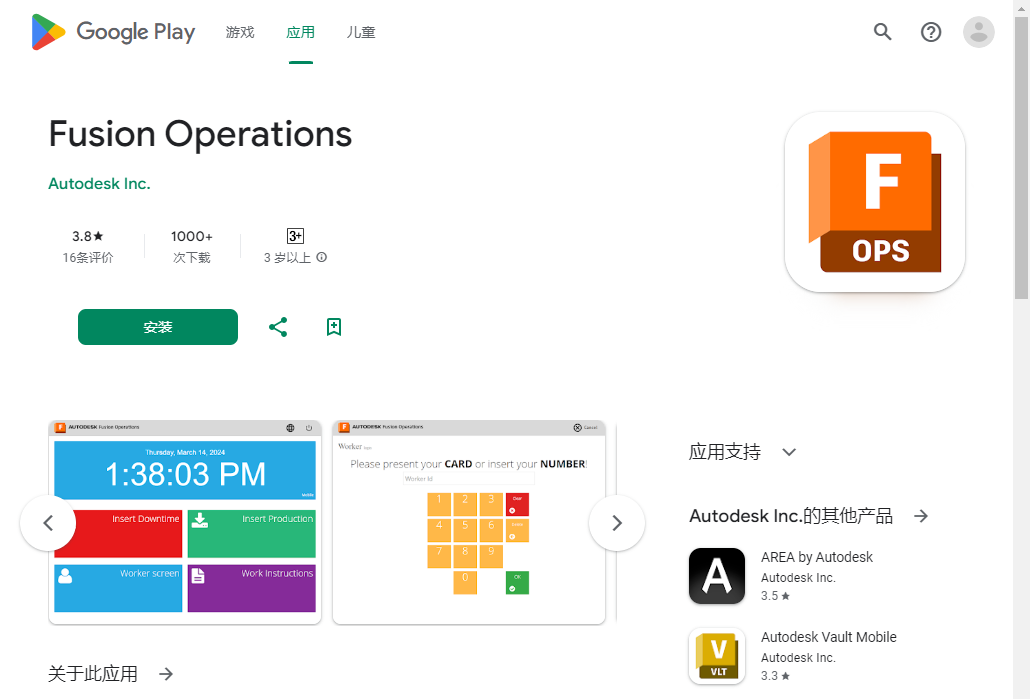 Google Play 游戏 应用 儿童
Fusion Operations
Autodesk Inc.
3.8★ 1000+ 3+
16条评价 次下载 3 岁以上
安装
F
OPS
AUTODESK Fusion Operations
Thursday, March 14, 2024
1:38:03 PM
Mobile
Insert Downtime Insert Production
Worker screen Work Instructions
AUTODESK Fusion Operations Cancel
Worker
Please present your CARD or insert your NUMBER!
Worker Id
1 2 3 Clear
4 5 6
7 8 9
0 OK
应用支持
Autodesk Inc.的其他产品
AREA by Autodesk
Autodesk Inc.
3.5★
Autodesk Vault Mobile
Autodesk Inc.
3.3★
V
VLT
关于此应用